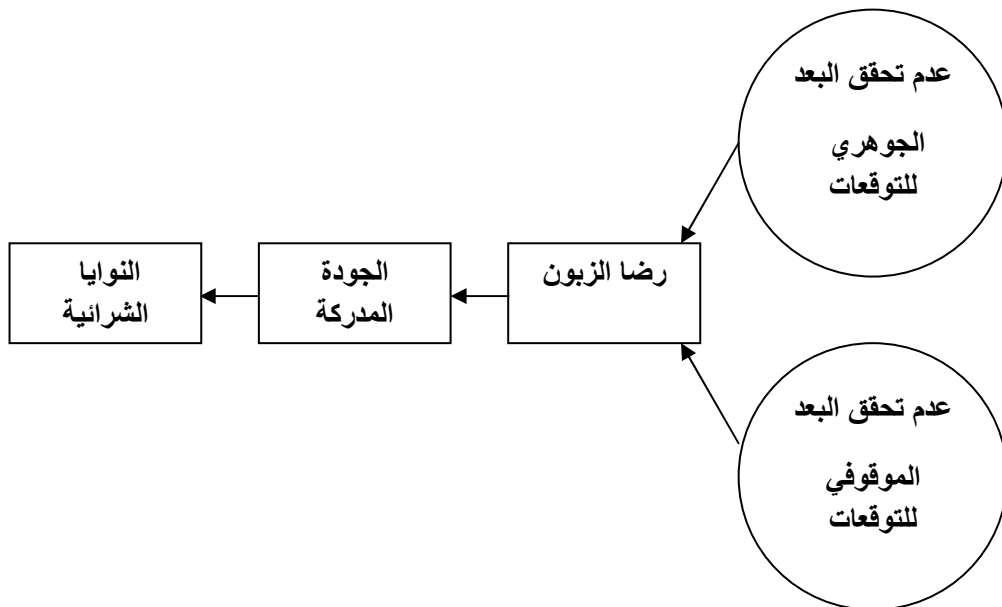 عدم تحقق البعد
الجوهري
للتوقعات
رضا الزبون
الجودة
المدركة
النوايا
الشرائية
عدم تحقق البعد
الموقوفي
للتوقعات